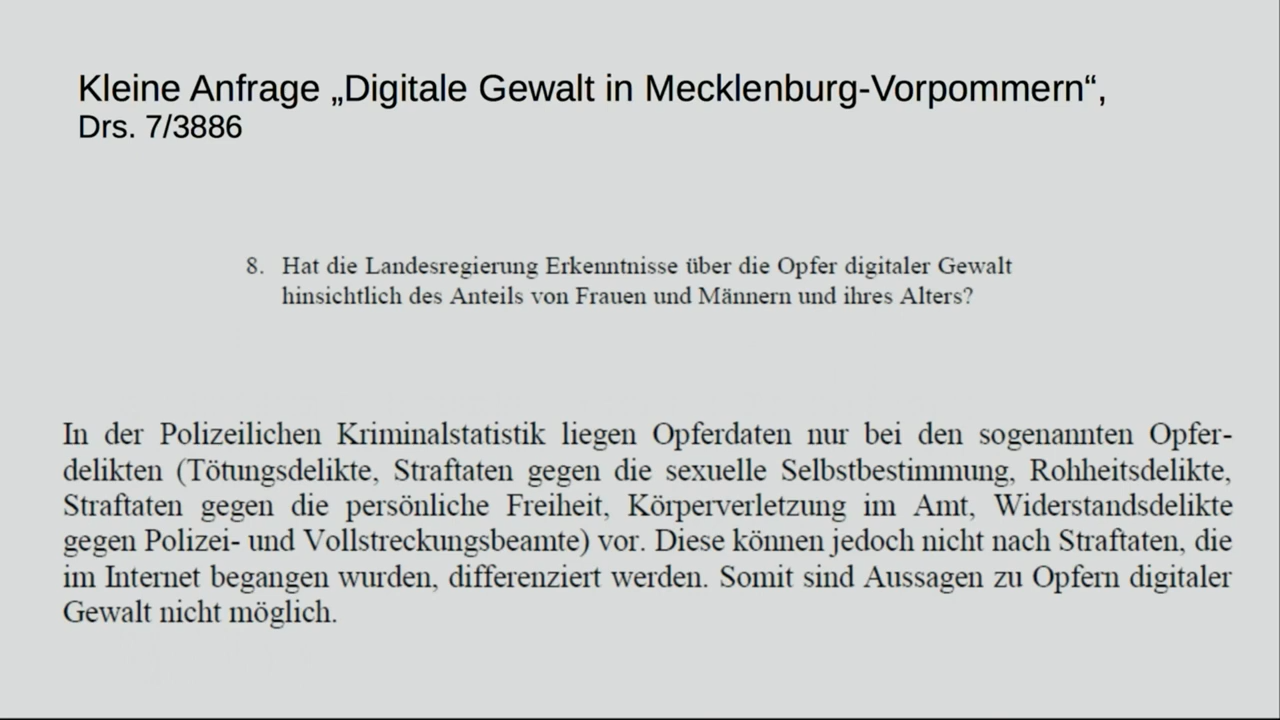 Kleine Anfrage „Digitale Gewalt in Mecklenburg-Vorpommern“,
Drs. 7/3886
8. Hat die Landesregierung Erkenntnisse über die Opfer digitaler Gewalt
hinsichtlich des Anteils von Frauen und Männern und ihres Alters?
In der Polizeilichen Kriminalstatistik liegen Opferdaten nur bei den sogenannten Opfer-
delikten (Tötungsdelikte, Straftaten gegen die sexuelle Selbstbestimmung, Rohheitsdelikte,
Straftaten gegen die persönliche Freiheit, Körperverletzung im Amt, Widerstandsdelikte
gegen Polizei- und Vollstreckungsbeamte) vor. Diese können jedoch nicht nach Straftaten, die
im Internet begangen wurden, differenziert werden. Somit sind Aussagen zu Opfern digitaler
Gewalt nicht möglich.